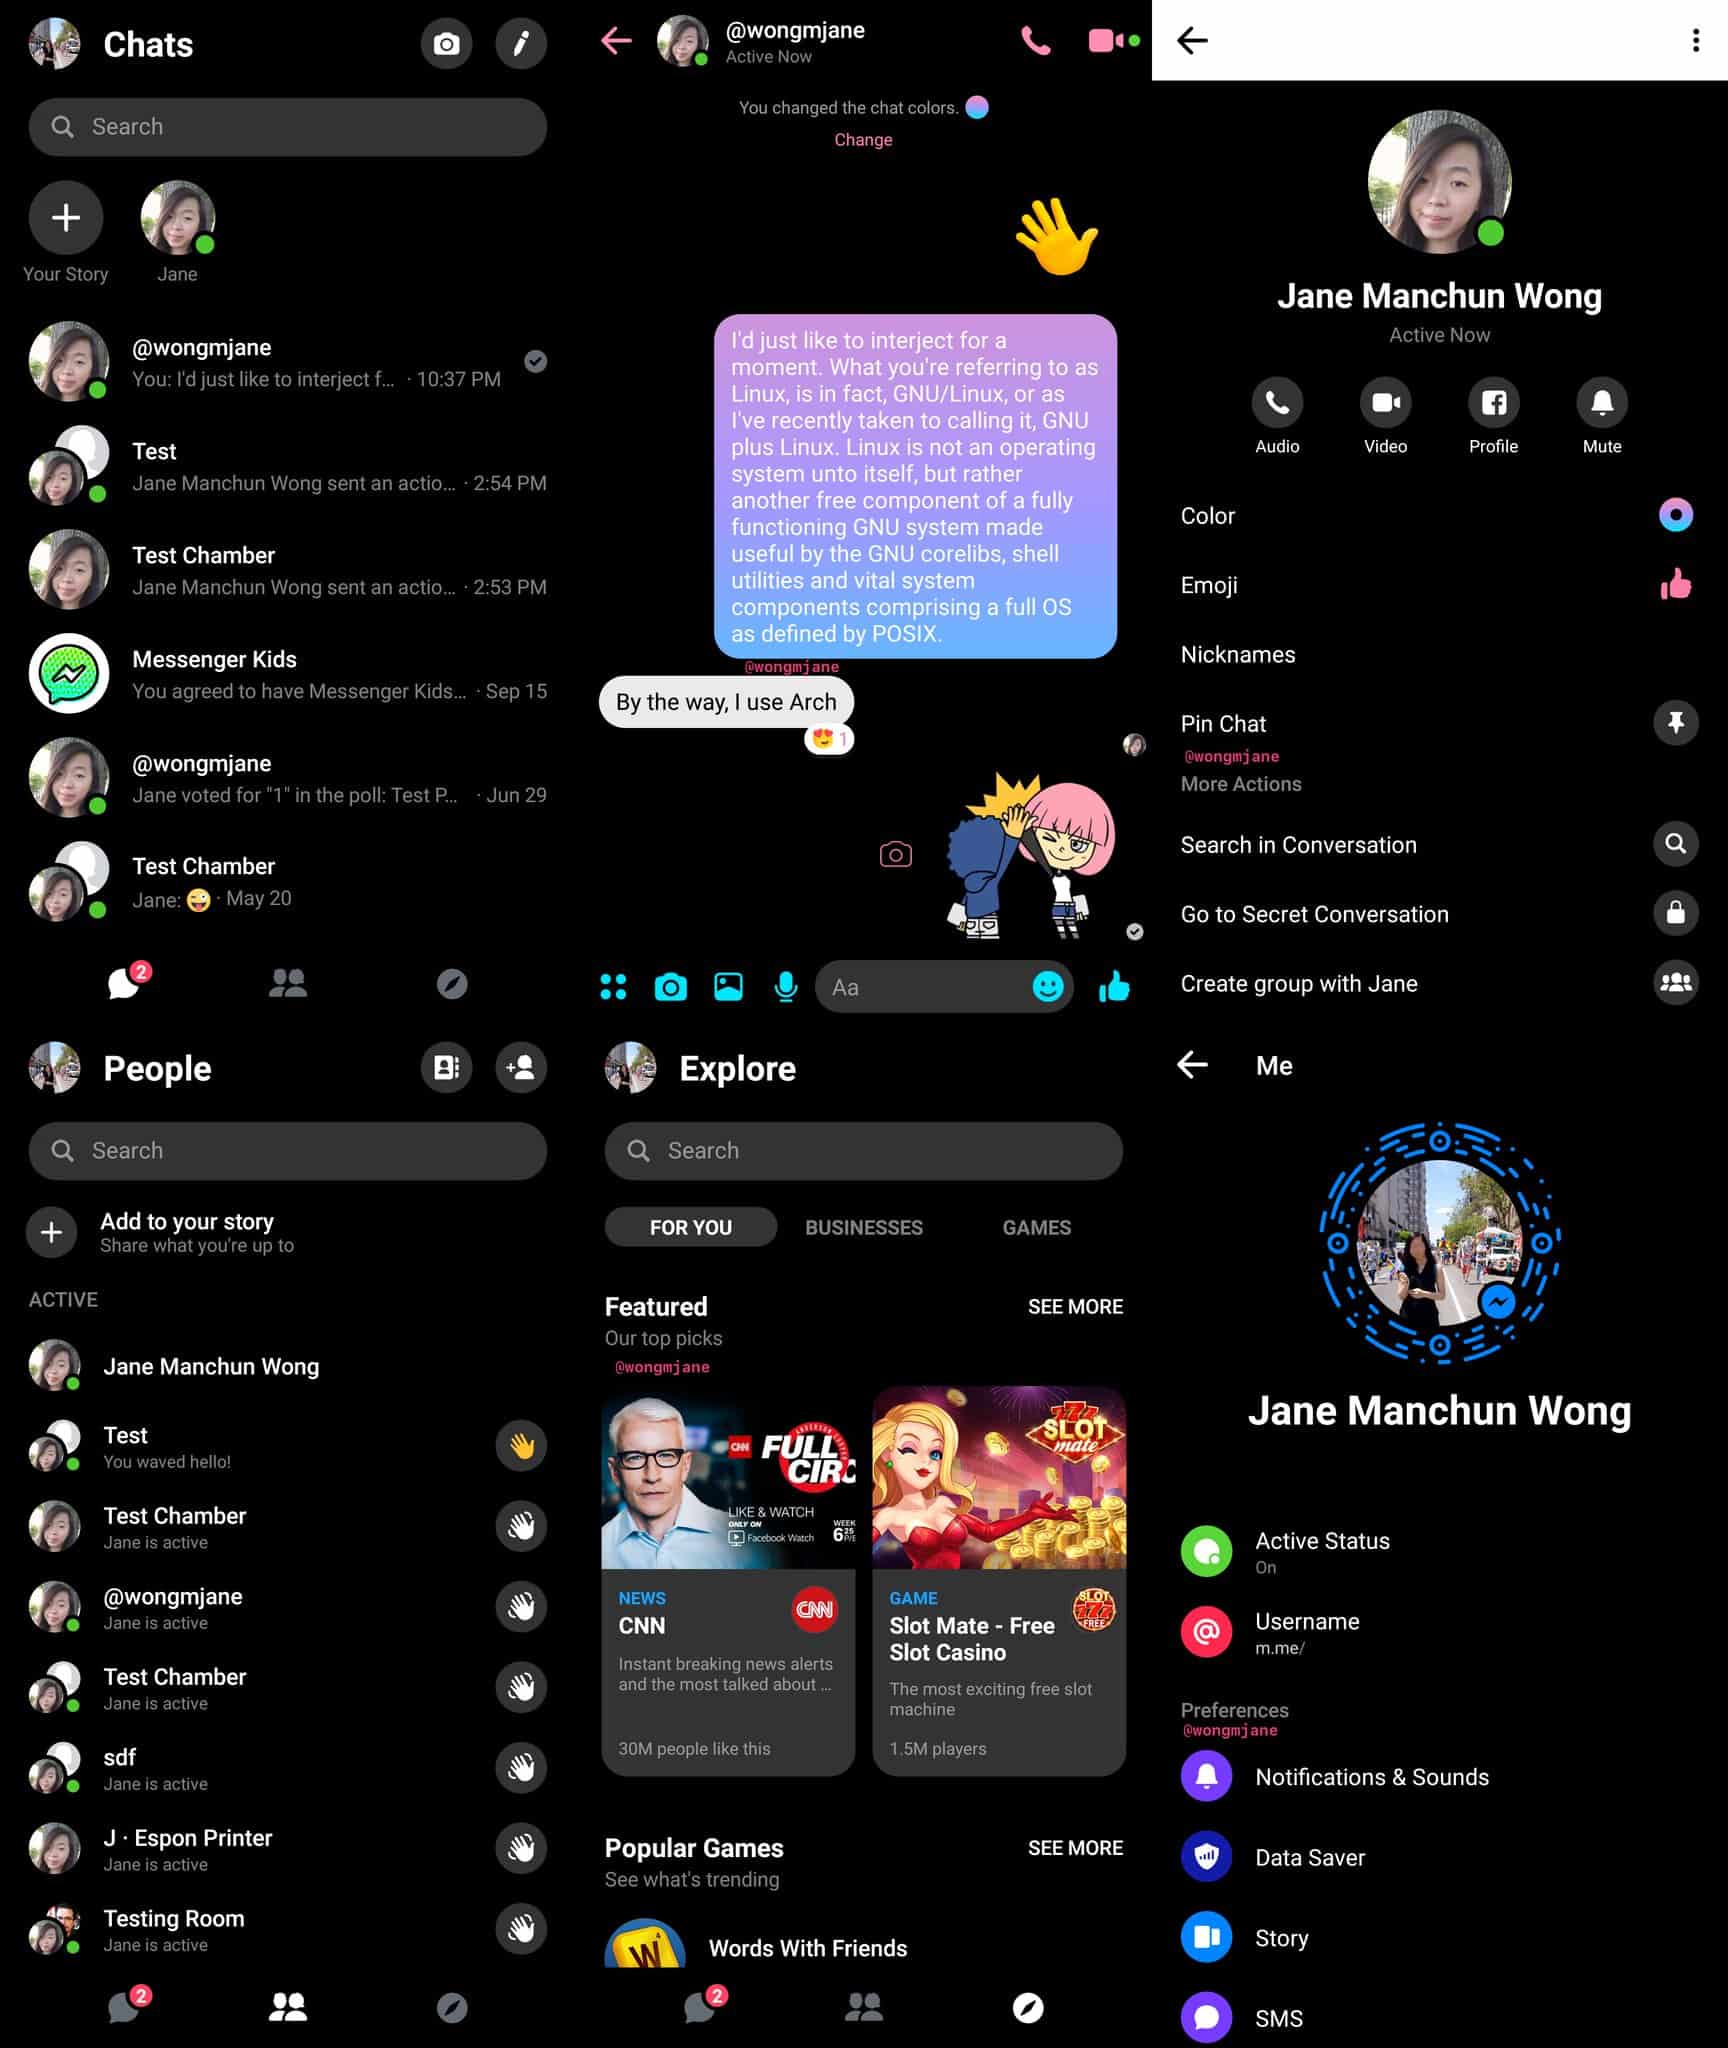 Chats
Search
Your Story
Jane
@wongmjane
You: I'd just like to interject f... · 10:37 PM
Test
Jane Manchun Wong sent an actio... · 2:54 PM
Test Chamber
Jane Manchun Wong sent an actio... · 2:53 PM
Messenger Kids
You agreed to have Messenger Kids... · Sep 15
@wongmjane
Jane voted for "1" in the poll: Test P... · Jun 29
Test Chamber
Jane: 😜 · May 20
2
@wongmjane
Active Now
You changed the chat colors.
Change
I'd just like to interject for a
moment. What you're referring to as
Linux, is in fact, GNU/Linux, or as
I've recently taken to calling it, GNU
plus Linux. Linux is not an operating
system unto itself, but rather
another free component of a fully
functioning GNU system made
useful by the GNU corelibs, shell
utilities and vital system
components comprising a full OS
as defined by POSIX.
@wongmjane
By the way, I use Arch
😍 1
Aa
Jane Manchun Wong
Active Now
Audio
Video
Profile
Mute
Color
Emoji
Nicknames
Pin Chat
@wongmjane
More Actions
Search in Conversation
Go to Secret Conversation
Create group with Jane
People
Search
Add to your story
Share what you're up to
ACTIVE
Jane Manchun Wong
Test
You waved hello!
Test Chamber
Jane is active
@wongmjane
Jane is active
Test Chamber
Jane is active
sdf
Jane is active
J · Espon Printer
Jane is active
Testing Room
Jane is active
2
Explore
Search
FOR YOU
BUSINESSES
GAMES
Featured
SEE MORE
Our top picks
@wongmjane
CNN
FULL
CIRC
LIKE & WATCH
ONLY ON
Facebook Watch
WEEK
6
25
P/E
777
SLOT
mate
NEWS
CNN
CNN
Instant breaking news alerts
and the most talked about ...
30M people like this
GAME
Slot Mate - Free
Slot Casino
SLOT
777
FREE
The most exciting free slot
machine
1.5M players
Popular Games
SEE MORE
See what's trending
W
4
Words With Friends
2
Me
Jane Manchun Wong
Active Status
On
Username
m.me/
Preferences
@wongmjane
Notifications & Sounds
Data Saver
Story
SMS